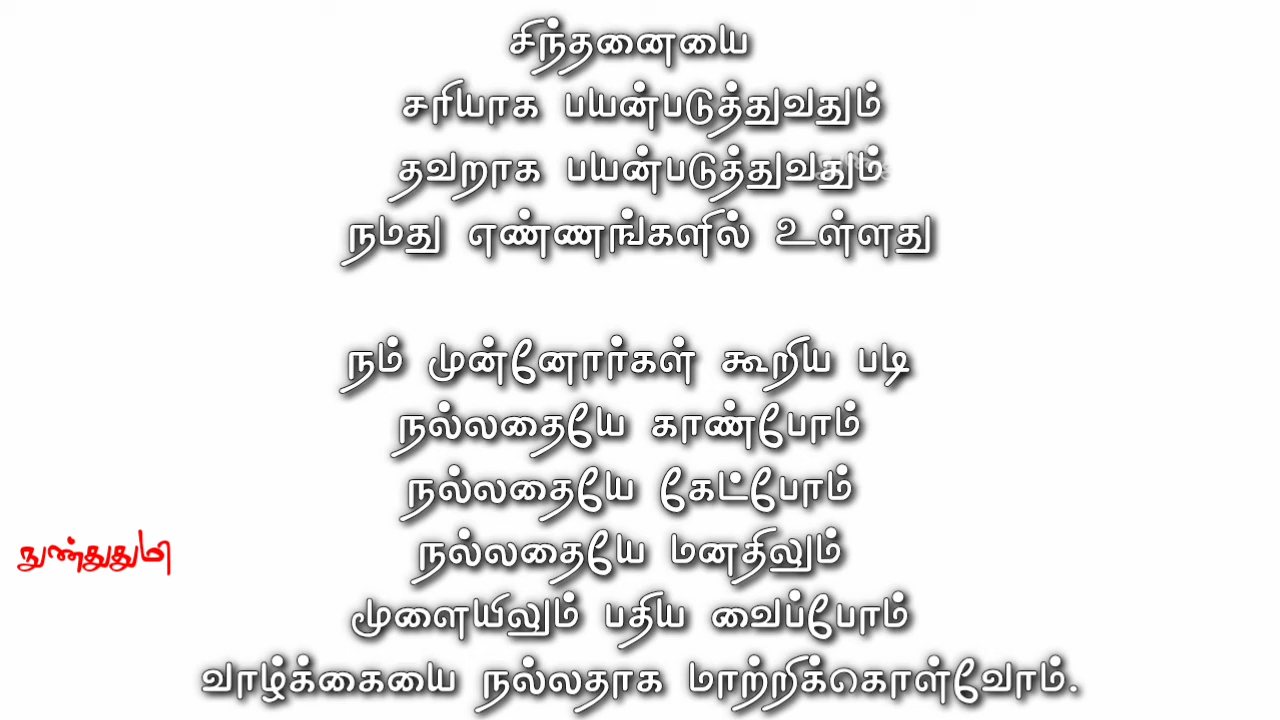 சிந்தனையை
சரியாக பயன்படுத்துவதும்
தவறாக பயன்படுத்துவதும்
நமது எண்ணங்களில் உள்ளது
நம் முன்னோர்கள் கூறிய படி
நல்லதையே காண்போம்
நல்லதையே கேட்போம்
நல்லதையே மனதிலும்
மூளையிலும் பதிய வைப்போம்
வாழ்க்கையை நல்லதாக மாற்றிக்கொள்வோம்.
நுண்துதுமி